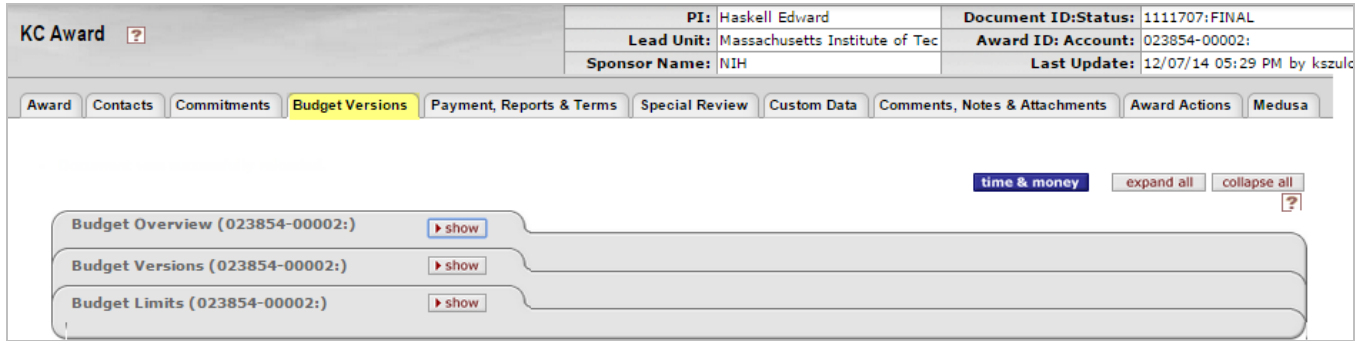 KC Award ?
PI: Haskell Edward Document ID:Status: 1111707:FINAL
Lead Unit: Massachusetts Institute of Tec Award ID: Account: 023854-00002:
Sponsor Name: NIH Last Update: 12/07/14 05:29 PM by kszulc
Award Contacts Commitments Budget Versions Payment, Reports & Terms Special Review Custom Data Comments, Notes & Attachments Award Actions Medusa
time & money expand all collapse all
?
Budget Overview (023854-00002:) show
Budget Versions (023854-00002:) show
Budget Limits (023854-00002:) show